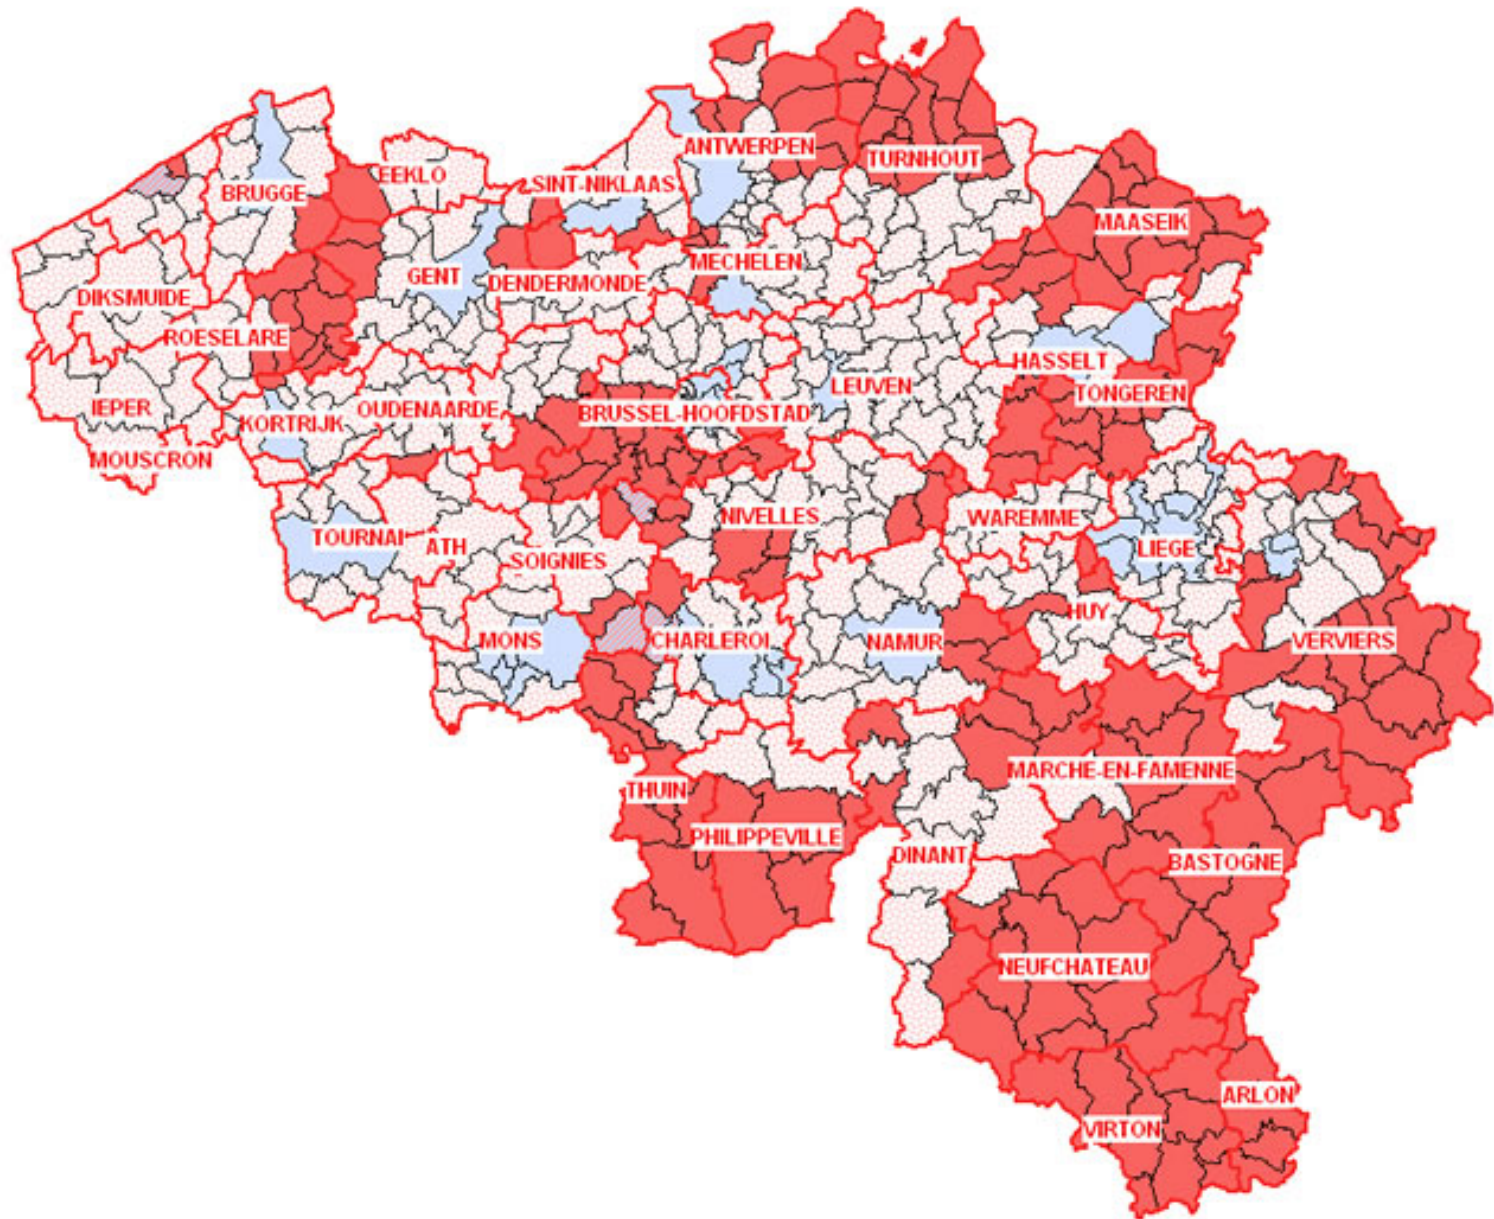 ANTWERPEN
TURNHOUT
EEKLO
SINT-NIKLAAS
BRUGGE
MAASEIK
MECHELEN
GENT
DENDERMONDE
DIKSMUIDE
ROESELARE
HASSELT
LEUVEN
TONGEREN
IEPER
OUDENAARDE
BRUSSEL-HOOFDSTAD
KORTRIJK
MOUSCRON
NIVELLES
WAREMME
TOURNAI
ATH
LIEGE
SOIGNIES
HUY
MONS
CHARLEROI
NAMUR
VERVIERS
MARCHE-EN-FAMENNE
THUIN
PHILIPPEVILLE
DINANT
BASTOGNE
NEUFCHATEAU
ARLON
VIRTON